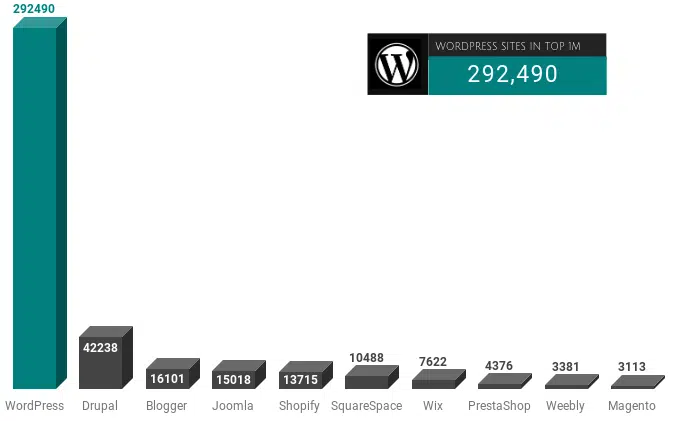 292490
WORDPRESS SITES IN TOP 1M
292,490
42238
16101
15018
13715
10488
7622
4376
3381
3113
WordPress
Drupal
Blogger
Joomla
Shopify
SquareSpace
Wix
PrestaShop
Weebly
Magento